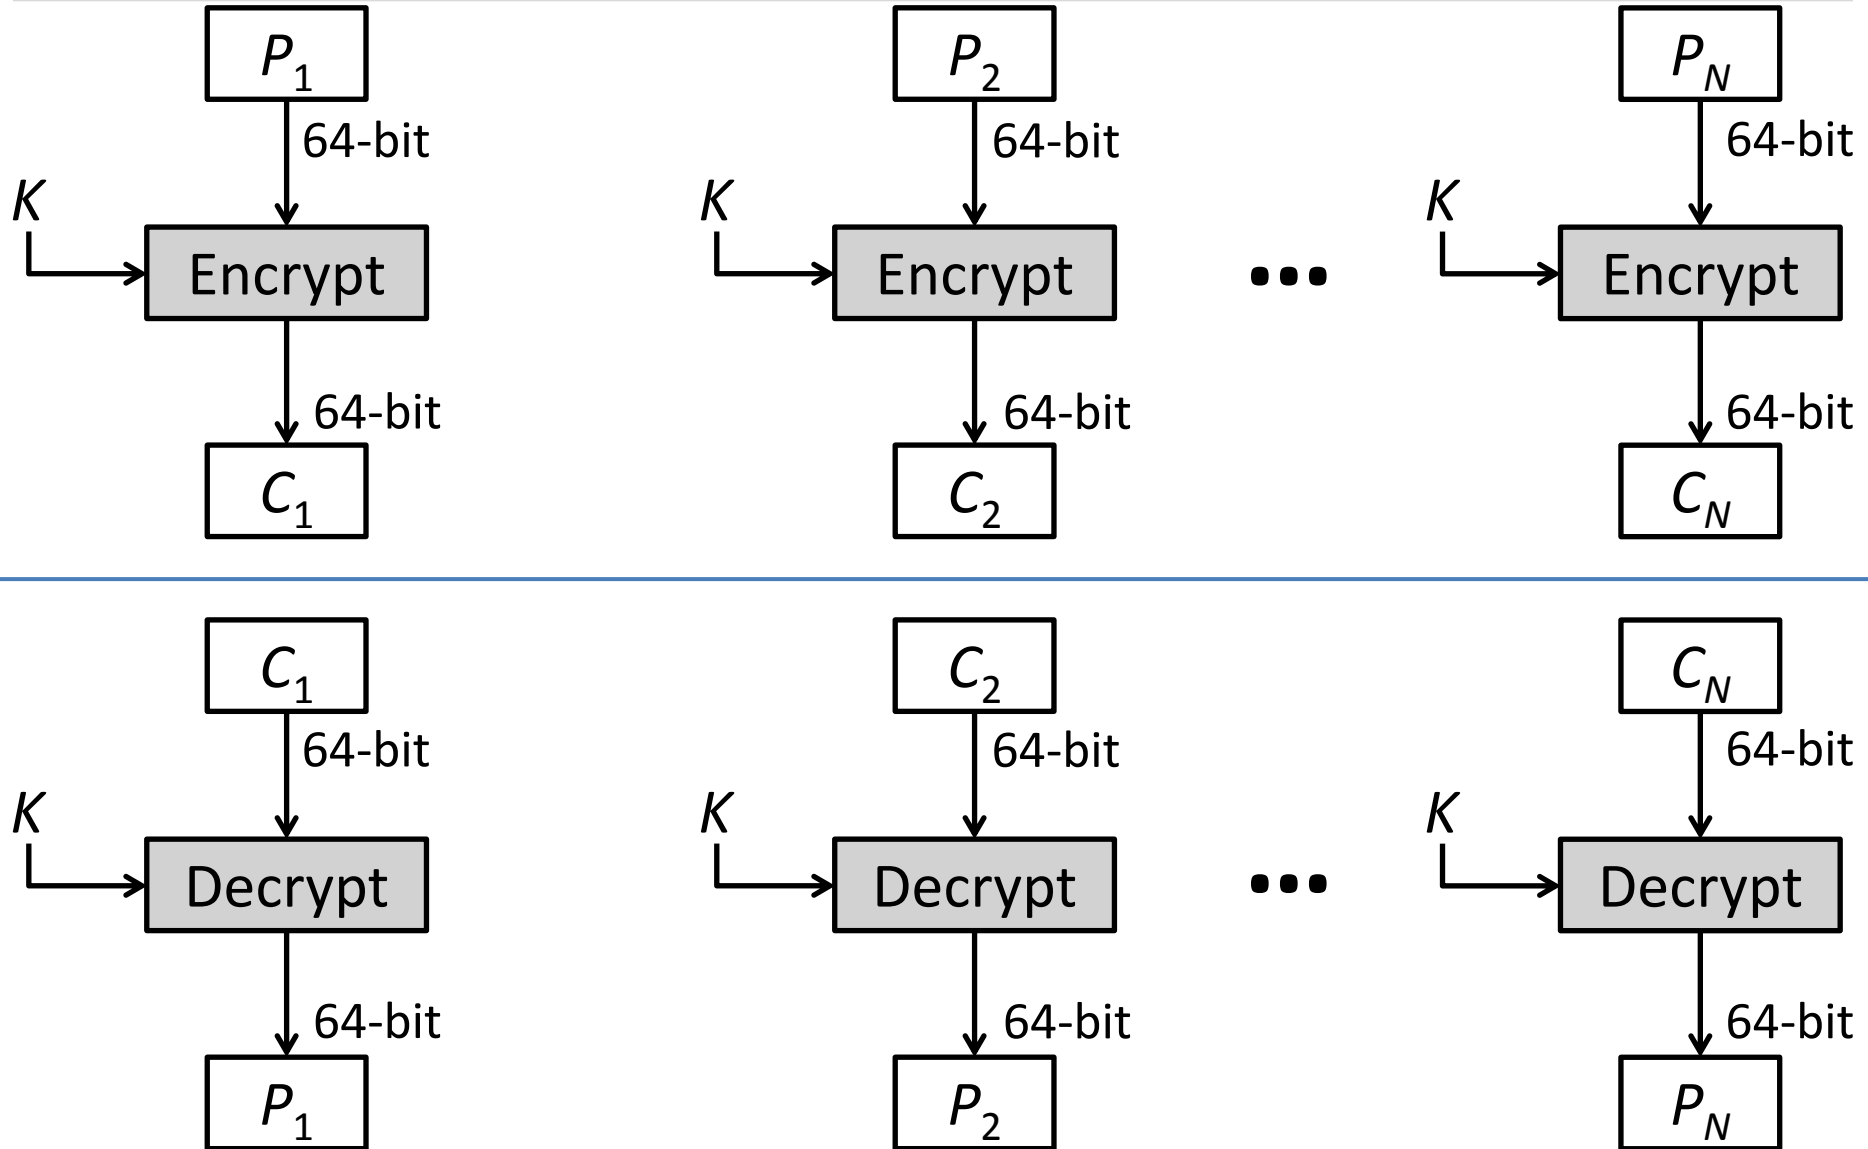 P1 P2 PN
64-bit 64-bit 64-bit
K K K
Encrypt Encrypt ... Encrypt
64-bit 64-bit 64-bit
C1 C2 CN
C1 C2 CN
64-bit 64-bit 64-bit
K K K
Decrypt Decrypt ... Decrypt
64-bit 64-bit 64-bit
P1 P2 PN